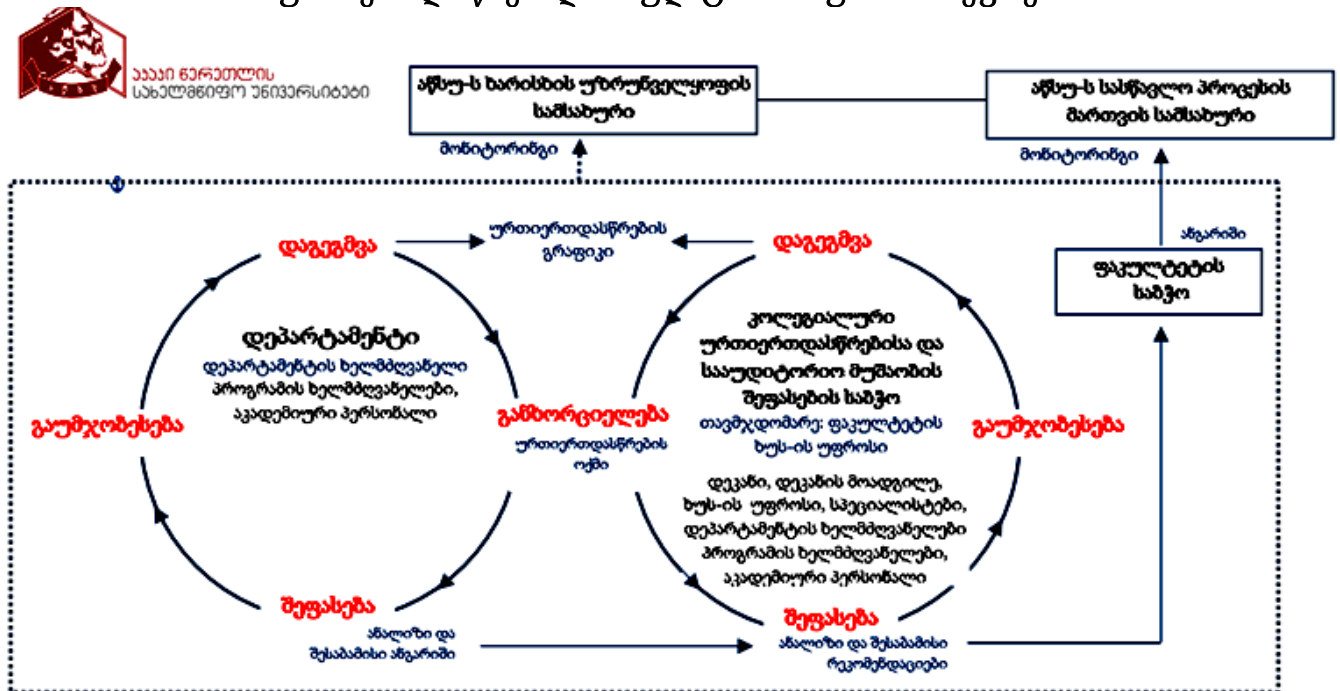 აკაკი წერეთლის
სახელმწიფო უნივერსიტეტი
აწსუ-ს ხარისხის უზრუნველყოფის
სამსახური
აწსუ-ს სასწავლო პროცესის
მართვის სამსახური
მონიტორინგი
მონიტორინგი
დაგეგმვა
ურთიერთდასწრების
გრაფიკი
დაგეგმვა
ანგარიში
ფაკულტეტის
საბჭო
დეპარტამენტი
დეპარტამენტის ხელმძღვანელი
პროგრამის ხელმძღვანელები,
აკადემიური პერსონალი
კოლეგიალური
ურთიერთდასწრებისა და
სააუდიტორიო მუშაობის
შეფასების საბჭო
თავმჯდომარე: ფაკულტეტის
ხუს-ის უფროსი
გაუმჯობესება
განხორციელება
ურთიერთდასწრების
ოქმი
გაუმჯობესება
დეკანი, დეკანის მოადგილე,
ხუს-ის უფროსი, სპეციალისტები,
დეპარტამენტის ხელმძღვანელები
პროგრამის ხელმძღვანელები,
აკადემიური პერსონალი
შეფასება
ანალიზი და
შესაბამისი ანგარიში
შეფასება
ანალიზი და შესაბამისი
რეკომენდაციები